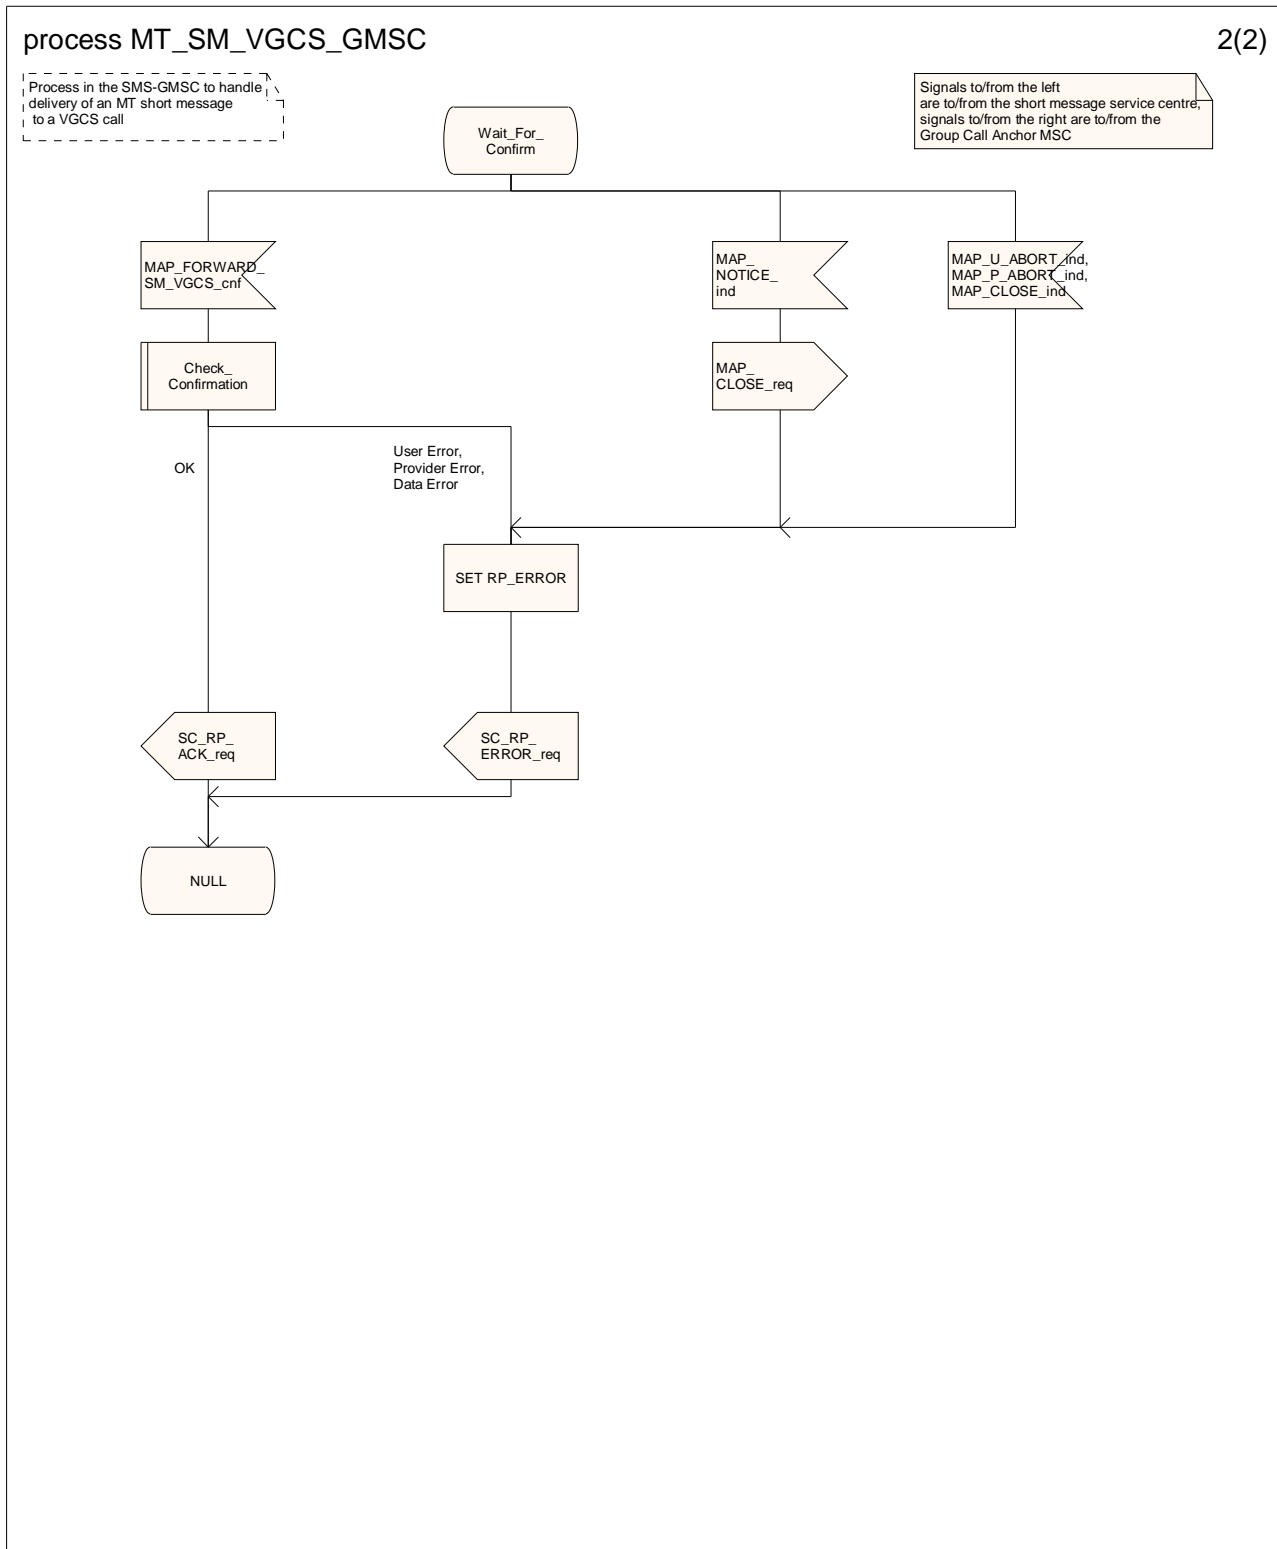 process MT_SM_VGCS_GMSC
2(2)
Process in the SMS-GMSC to handle
delivery of an MT short message
to a VGCS call
Signals to/from the left
are to/from the short message service centre,
signals to/from the right are to/from the
Group Call Anchor MSC
Wait_For_
Confirm
MAP_FORWARD_
SM_VGCS_cnf
MAP_
NOTICE_
ind
MAP_U_ABORT_ind,
MAP_P_ABORT_ind,
MAP_CLOSE_ind
Check_
Confirmation
MAP_
CLOSE_req
OK
User Error,
Provider Error,
Data Error
SET RP_ERROR
SC_RP_
ACK_req
SC_RP_
ERROR_req
NULL